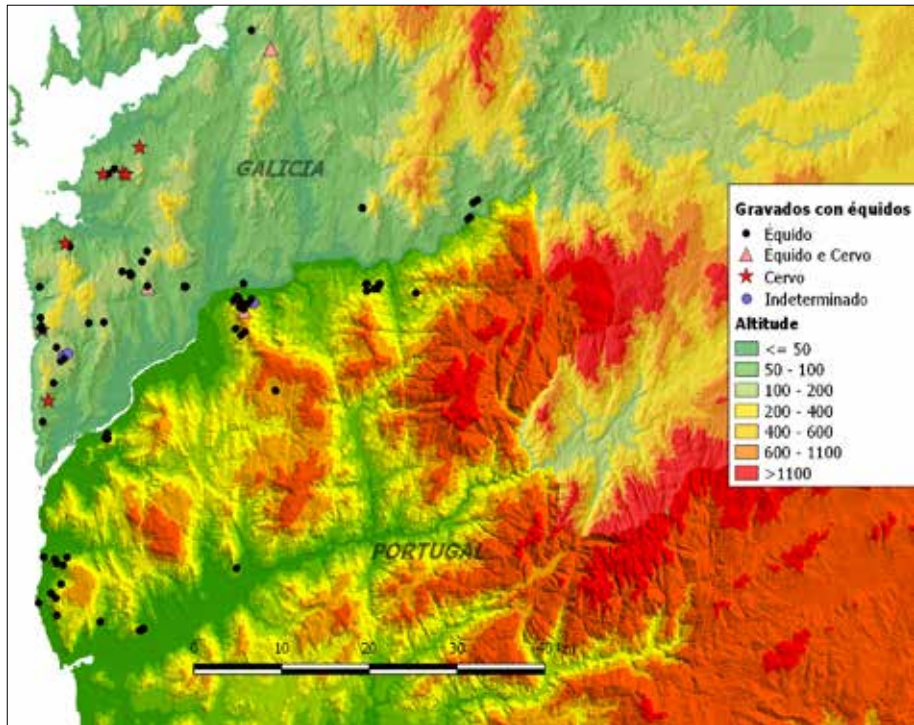 GALICIA
PORTUGAL
Gravados con équidos
Équido
Équido e Cervo
Cervo
Indeterminado
Altitude
<= 50
50 - 100
100 - 200
200 - 400
400 - 600
600 - 1100
>1100
0 10 20 30 40 km